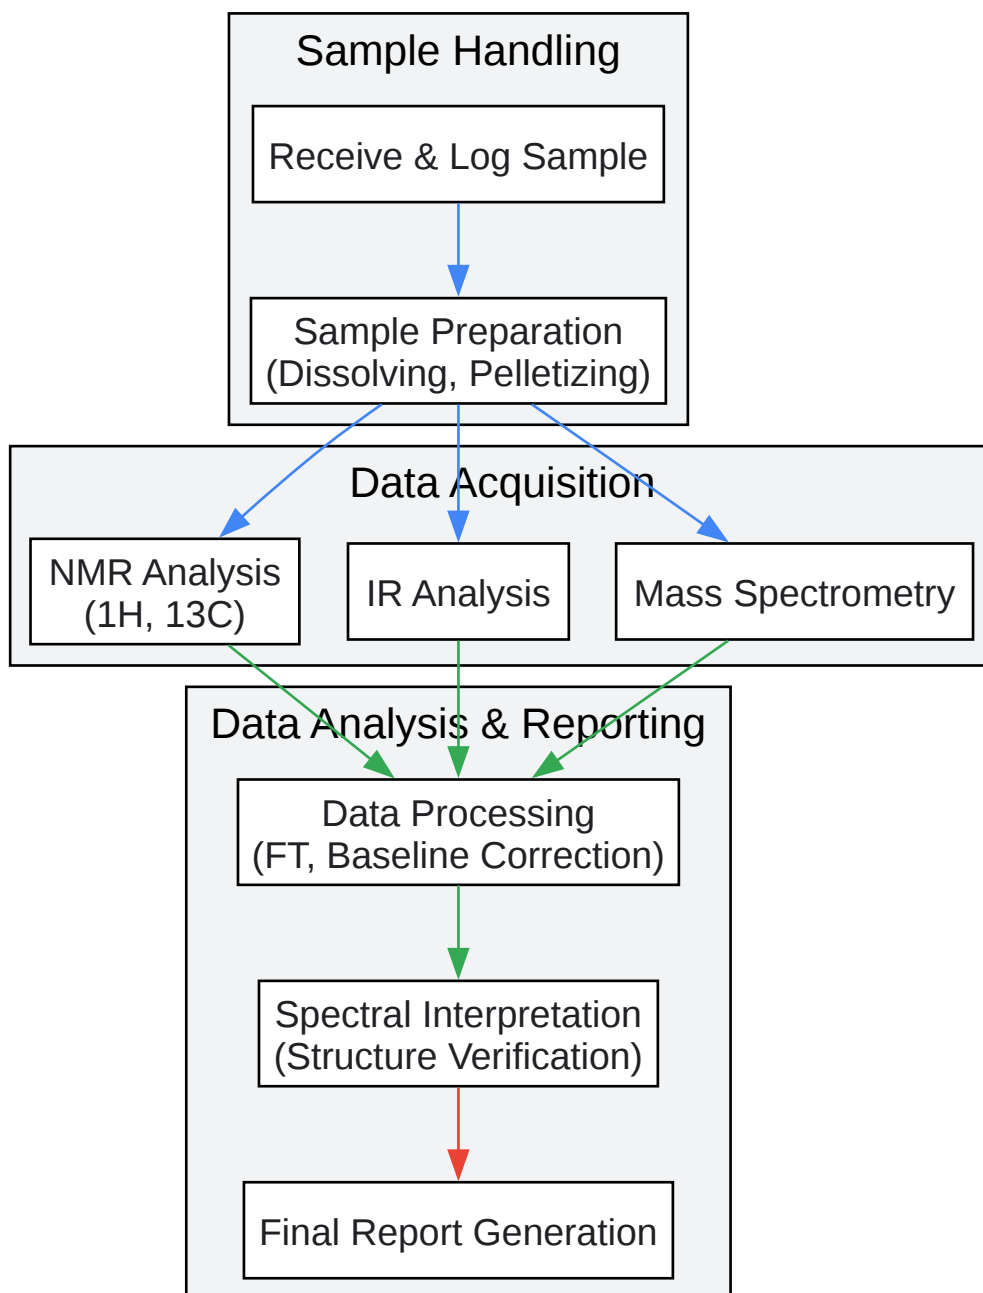 Sample Handling
Receive & Log Sample
Sample Preparation
(Dissolving, Pelletizing)
Data Acquisition
NMR Analysis
(1H, 13C)
IR Analysis
Mass Spectrometry
Data Analysis & Reporting
Data Processing
(FT, Baseline Correction)
Spectral Interpretation
(Structure Verification)
Final Report Generation